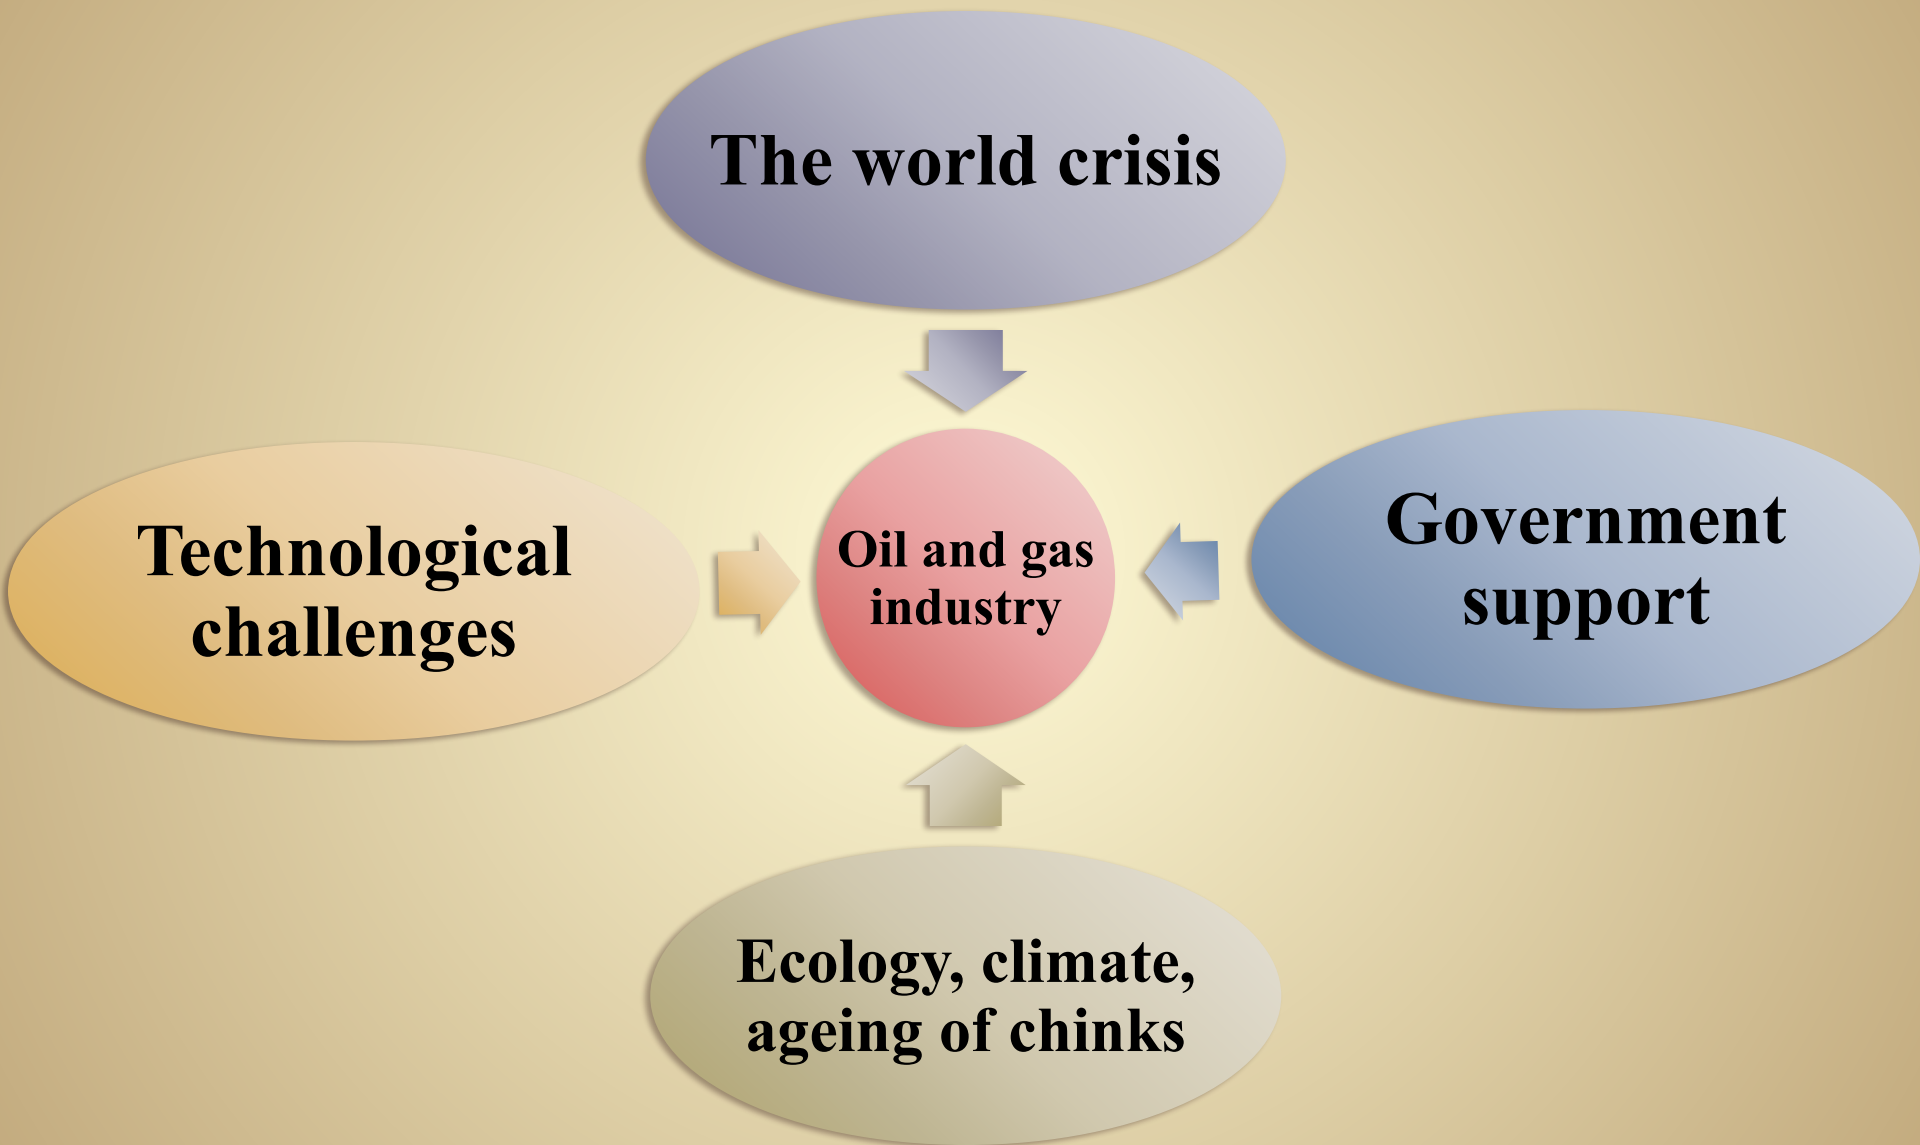 The world crisis
Technological
challenges
Oil and gas
industry
Government
support
Ecology, climate,
ageing of chinks